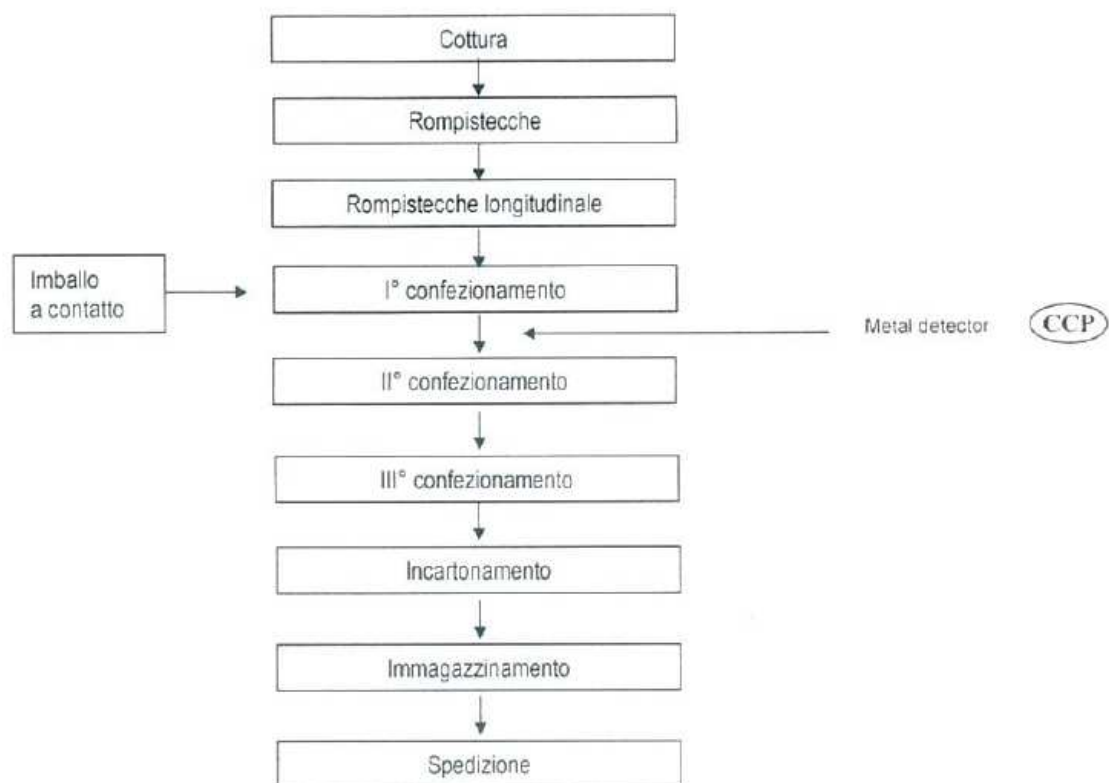 Cottura
Rompistecche
Rompistecche longitudinale
Imballo
a contatto
I° confezionamento
Metal detector
CCP
II° confezionamento
III° confezionamento
Incartonamento
Immagazzinamento
Spedizione